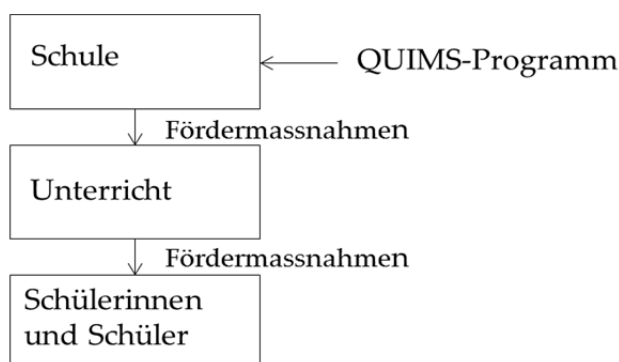 Schule
QUIMS-Programm
Fördermassnahmen
Unterricht
Fördermassnahmen
Schülerinnen
und Schüler